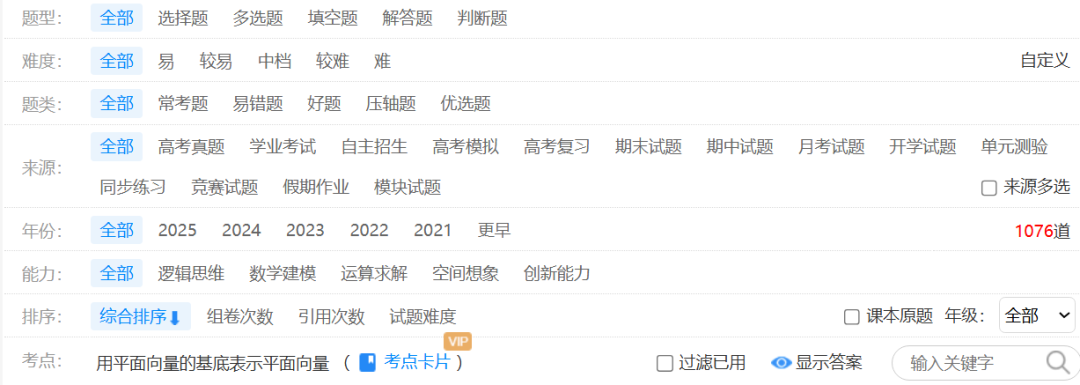 题型： 全部 选择题 多选题 填空题 解答题 判断题
难度： 全部 易 较易 中档 较难 难 自定义
题类： 全部 常考题 易错题 好题 压轴题 优选题
来源： 全部 高考真题 学业考试 自主招生 高考模拟 高考复习 期末试题 期中试题 月考试题 开学试题 单元测验
同步练习 竞赛试题 假期作业 模块试题 来源多选
年份： 全部 2025 2024 2023 2022 2021 更早 1076道
能力： 全部 逻辑思维 数学建模 运算求解 空间想象 创新能力
排序： 综合排序 组卷次数 引用次数 试题难度 课本原题 年级： 全部
考点： 用平面向量的基底表示平面向量 （ 考点卡片 VIP ） 过滤已用 显示答案 输入关键字